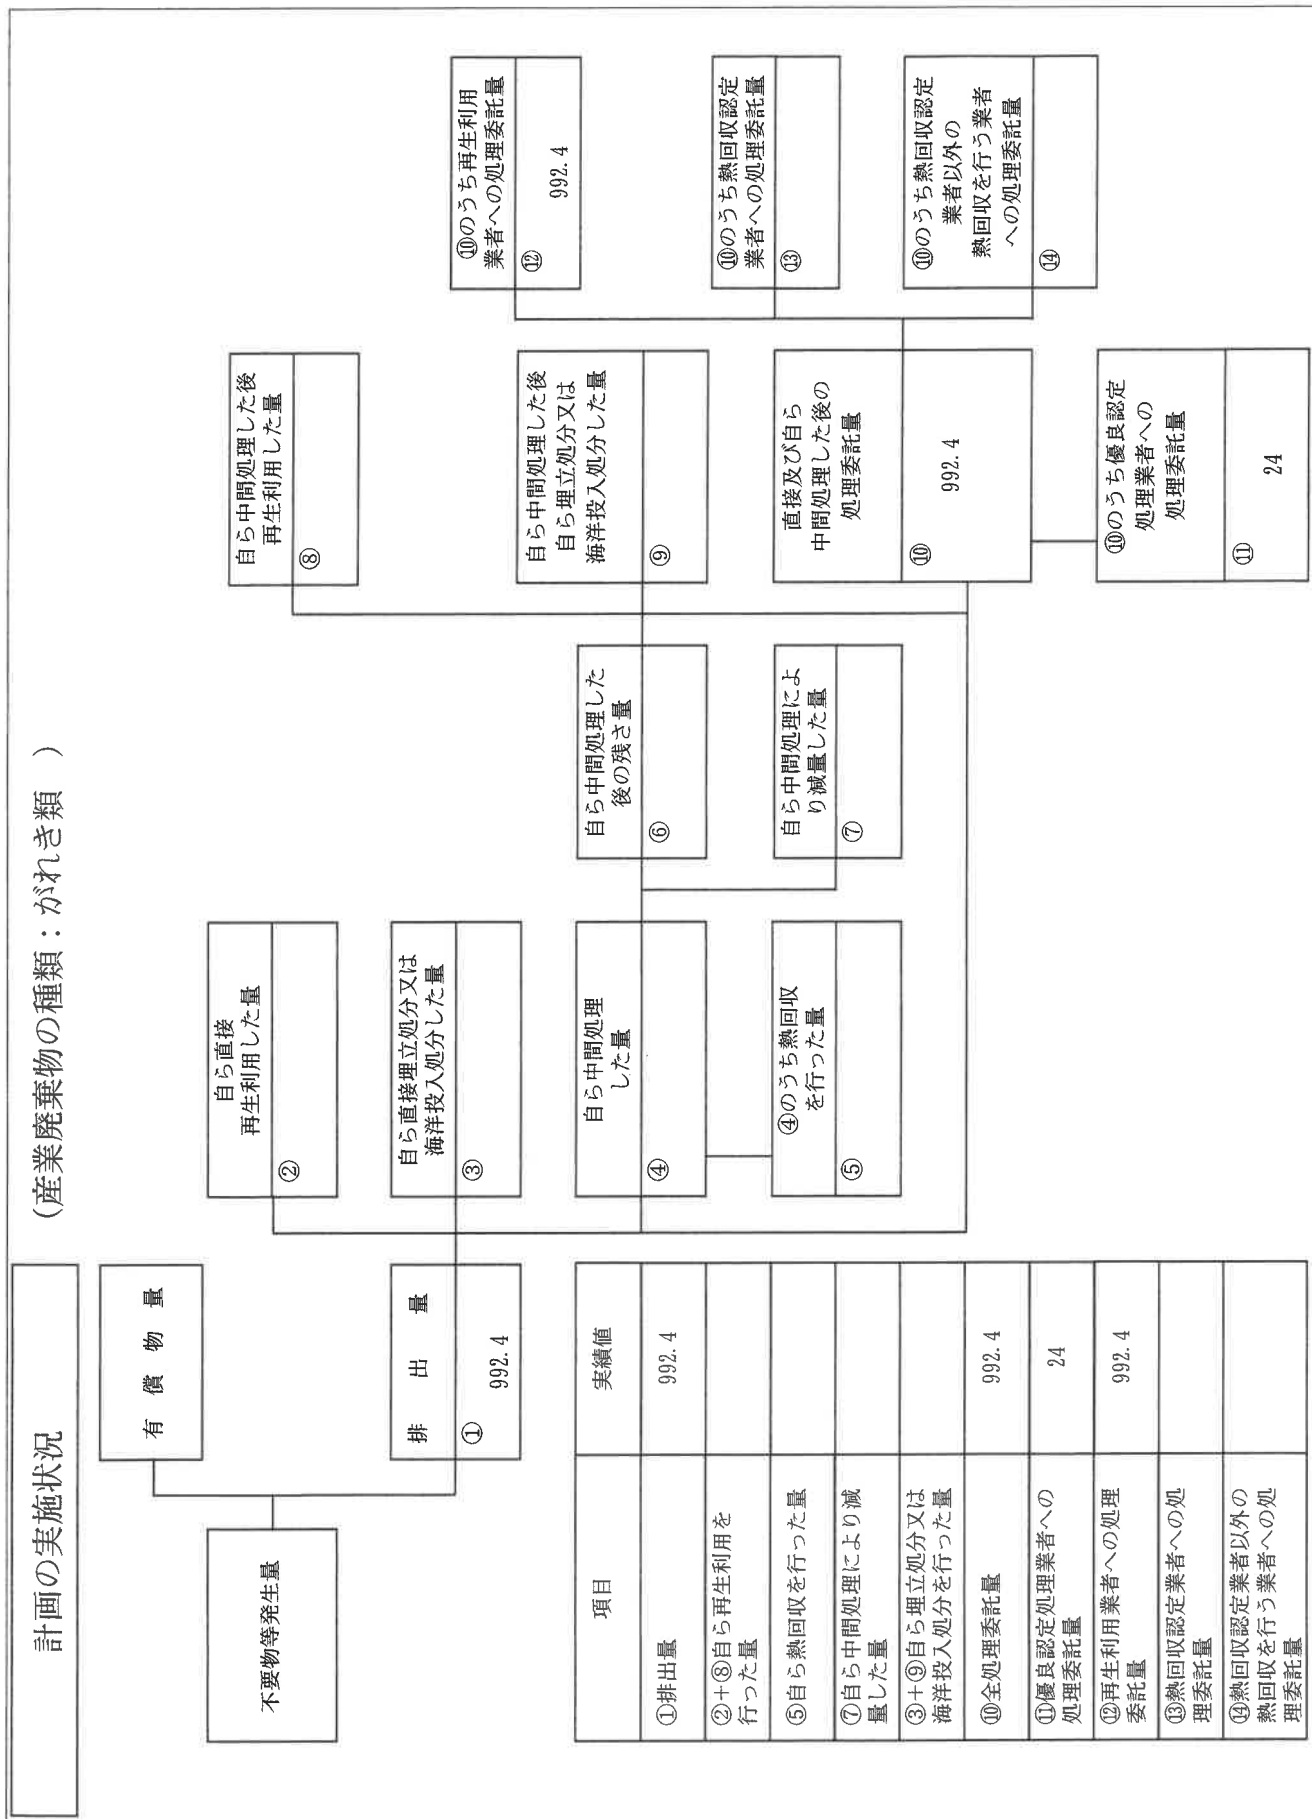 計画の実施状況
(産業廃棄物の種類：がれき類　)
不要物等発生量
有償物量
排出量
①
992.4
自ら直接
再生利用した量
②
自ら直接埋立処分又は
海洋投入処分した量
③
自ら中間処理
した量
④
④のうち熱回収
を行った量
⑤
自ら中間処理した
後の残さ量
⑥
自ら中間処理によ
り減量した量
⑦
自ら中間処理した後
再生利用した量
⑧
自ら中間処理した後
自ら埋立処分又は
海洋投入処分した量
⑨
直接及び自ら
中間処理した後の
処理委託量
⑩
992.4
⑩のうち優良認定
処理業者への
処理委託量
⑪
24
⑩のうち再生利用
業者への処理委託量
⑫
992.4
⑩のうち熱回収認定
業者への処理委託量
⑬
⑩のうち熱回収認定
業者以外の
熱回収を行う業者
への処理委託量
⑭
項目 実績値
①排出量 992.4
②＋⑧自ら再生利用を
行った量
⑤自ら熱回収を行った量
⑦自ら中間処理により減
量した量
③＋⑨自ら埋立処分又は
海洋投入処分を行った量
⑩全処理委託量 992.4
⑪優良認定処理業者への
処理委託量 24
⑫再生利用業者への処理
委託量 992.4
⑬熱回収認定業者への処
理委託量
⑭熱回収認定業者以外の
熱回収を行う業者への処
理委託量